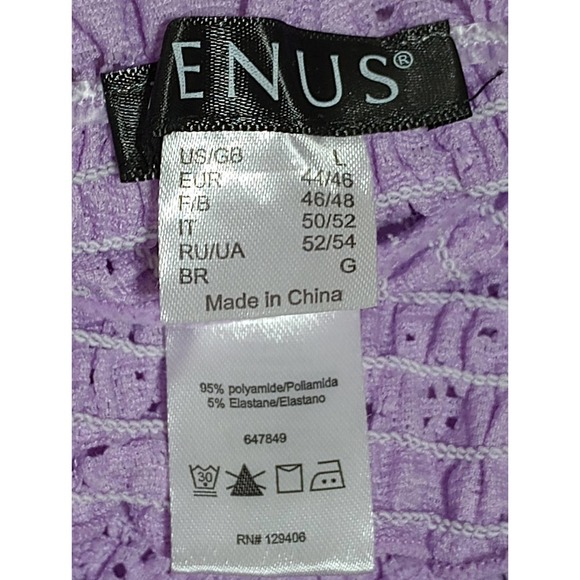 ENUS®
US/GB L
EUR 44/46
F/B 46/48
IT 50/52
RU/UA 52/54
BR G
Made in China
95% polyamide/Poliamida
5% Elastane/Elastano
647849
30
RN# 129406